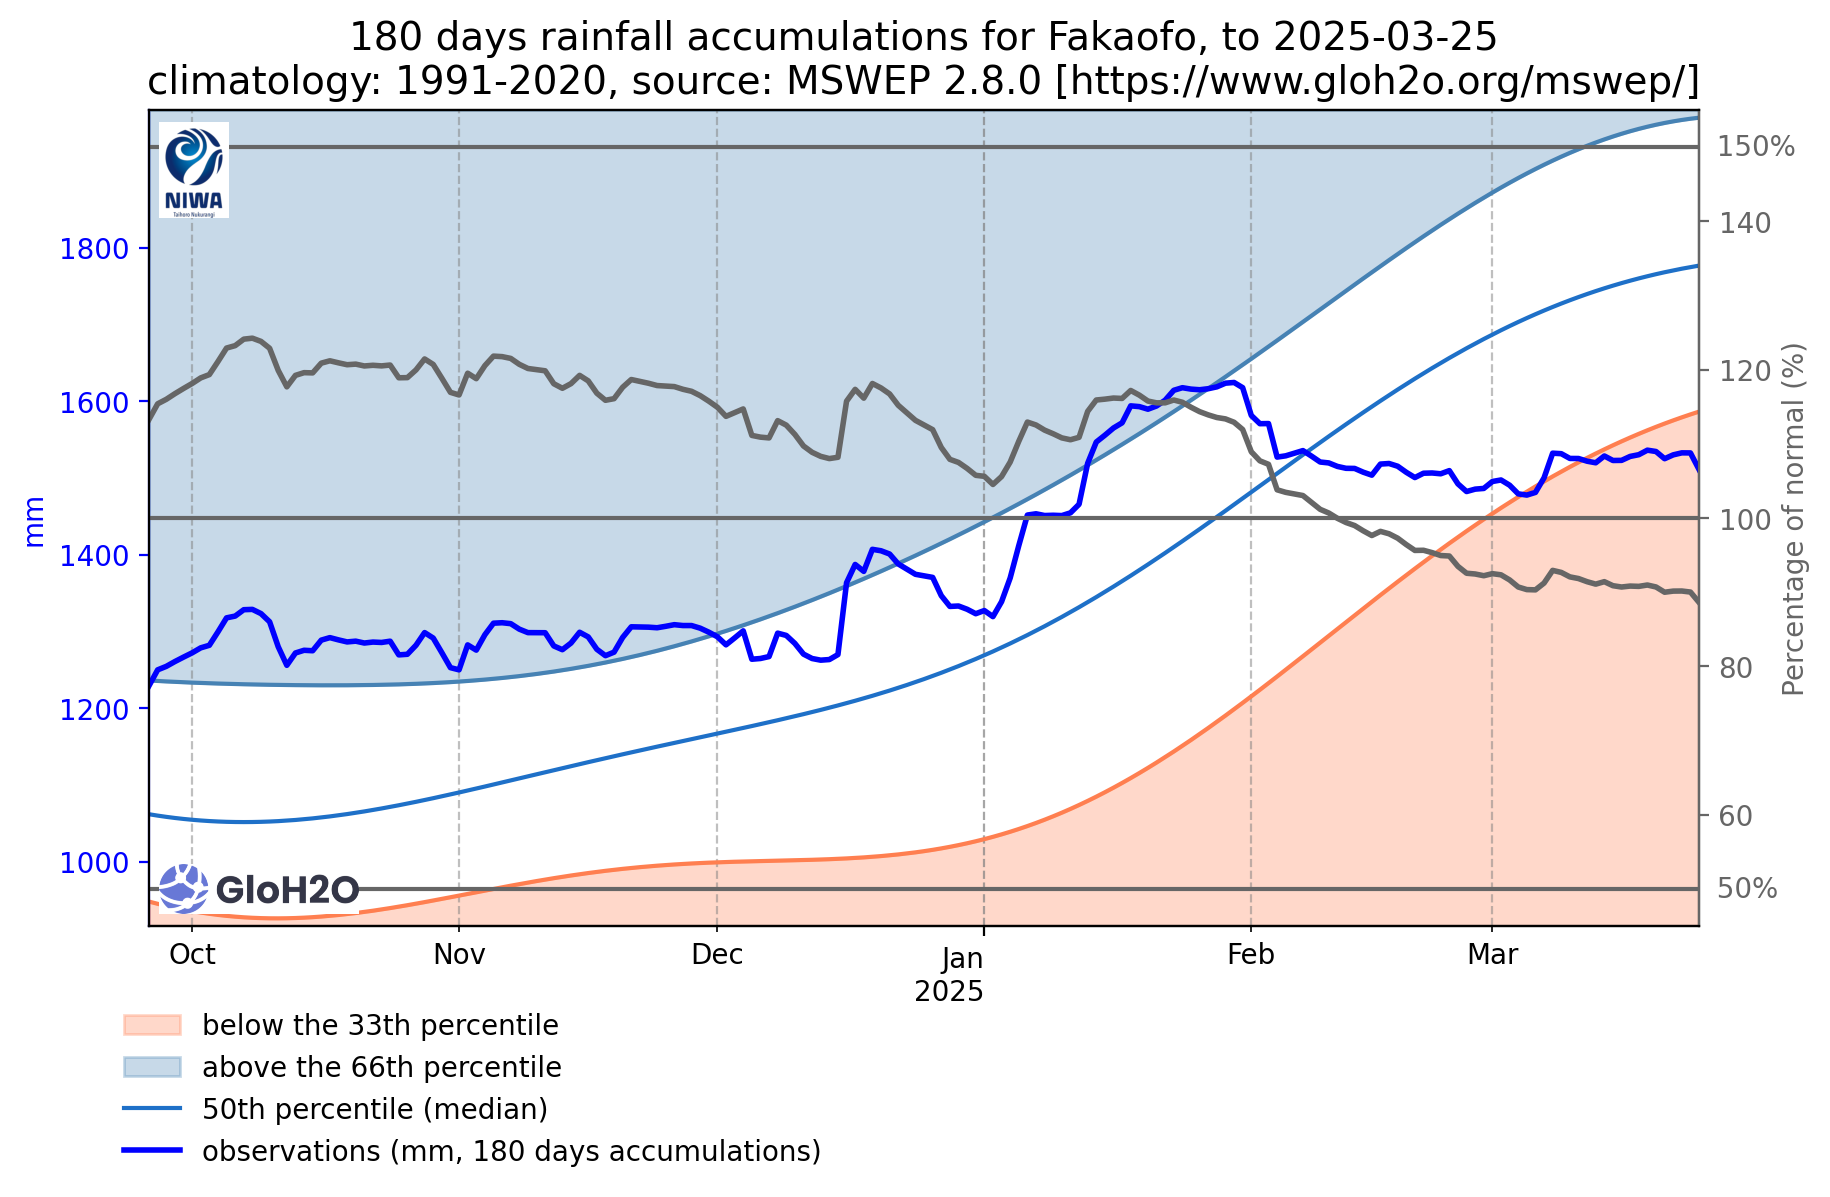 180 days rainfall accumulations for Fakaofo, to 2025-03-25
climatology: 1991-2020, source: MSWEP 2.8.0 [https://www.gloh2o.org/mswep/]
NIWA
Taihoro Nukurangi
1800
1600
1400
1200
1000
mm
150%
140
120
100
80
60
50%
Percentage of normal (%)
GloH2O
Oct
Nov
Dec
Jan
2025
Feb
Mar
below the 33th percentile
above the 66th percentile
50th percentile (median)
observations (mm, 180 days accumulations)